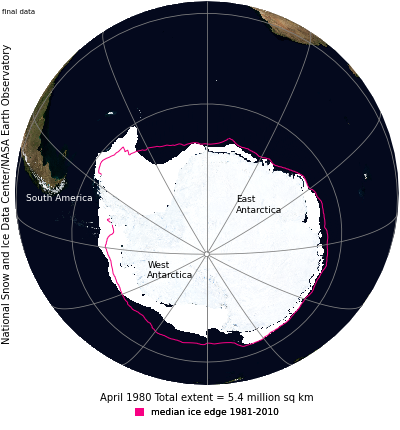 final data
National Snow and Ice Data Center/NASA Earth Observatory
South America
East
Antarctica
West
Antarctica
April 1980 Total extent = 5.4 million sq km
median ice edge 1981-2010